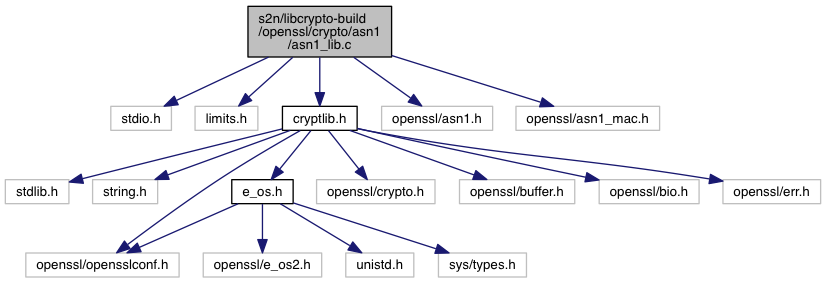 s2n/libcrypto-build
/openssl/crypto/asn1
/asn1_lib.c
stdio.h
limits.h
cryptlib.h
openssl/asn1.h
openssl/asn1_mac.h
stdlib.h
string.h
e_os.h
openssl/crypto.h
openssl/buffer.h
openssl/bio.h
openssl/err.h
openssl/opensslconf.h
openssl/e_os2.h
unistd.h
sys/types.h